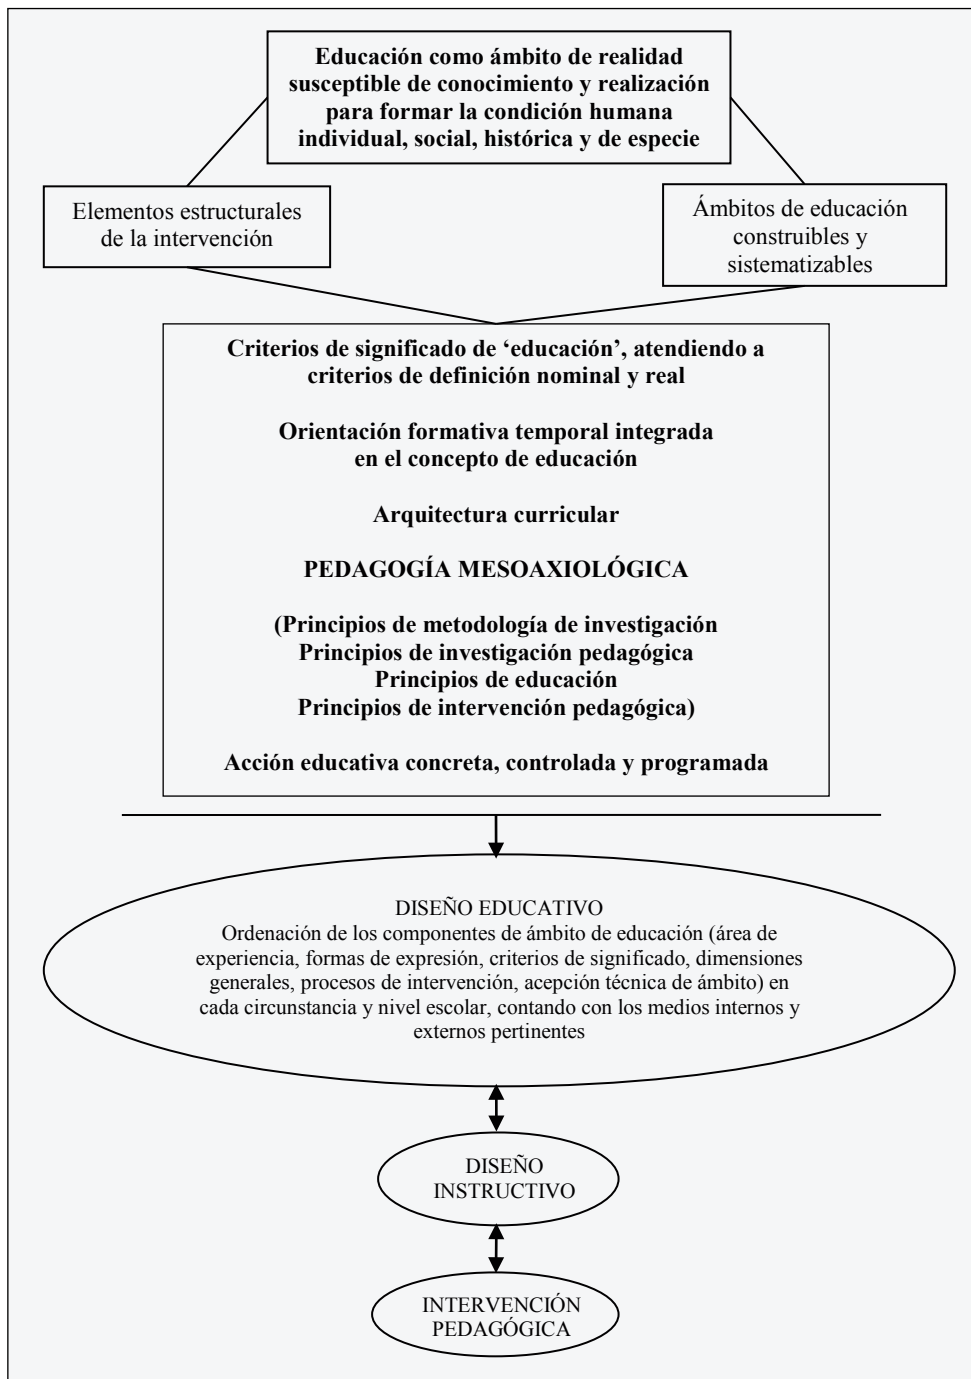 Educación como ámbito de realidad
susceptible de conocimiento y realización
para formar la condición humana
individual, social, histórica y de especie
Elementos estructurales
de la intervención
Ámbitos de educación
construibles y
sistematizables
Criterios de significado de ‘educación’, atendiendo a
criterios de definición nominal y real
Orientación formativa temporal integrada
en el concepto de educación
Arquitectura curricular
PEDAGOGÍA MESOAXIOLÓGICA
(Principios de metodología de investigación
Principios de investigación pedagógica
Principios de educación
Principios de intervención pedagógica)
Acción educativa concreta, controlada y programada
DISEÑO EDUCATIVO
Ordenación de los componentes de ámbito de educación (área de
experiencia, formas de expresión, criterios de significado, dimensiones
generales, procesos de intervención, acepción técnica de ámbito) en
cada circunstancia y nivel escolar, contando con los medios internos y
externos pertinentes
DISEÑO
INSTRUCTIVO
INTERVENCIÓN
PEDAGÓGICA